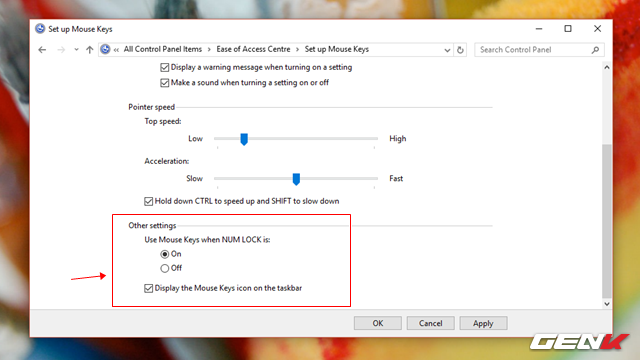 Set up Mouse Keys
All Control Panel Items > Ease of Access Centre > Set up Mouse Keys
Search Control Panel
Display a warning message when turning on a setting
Make a sound when turning a setting on or off
Pointer speed
Top speed:
Low High
Acceleration:
Slow Fast
Hold down CTRL to speed up and SHIFT to slow down
Other settings
Use Mouse Keys when NUM LOCK is:
On
Off
Display the Mouse Keys icon on the taskbar
OK Cancel Apply
GENK